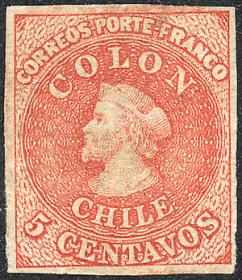 CORREOS PORTE FRANCO
COLON
CHILE
5 CENTAVOS